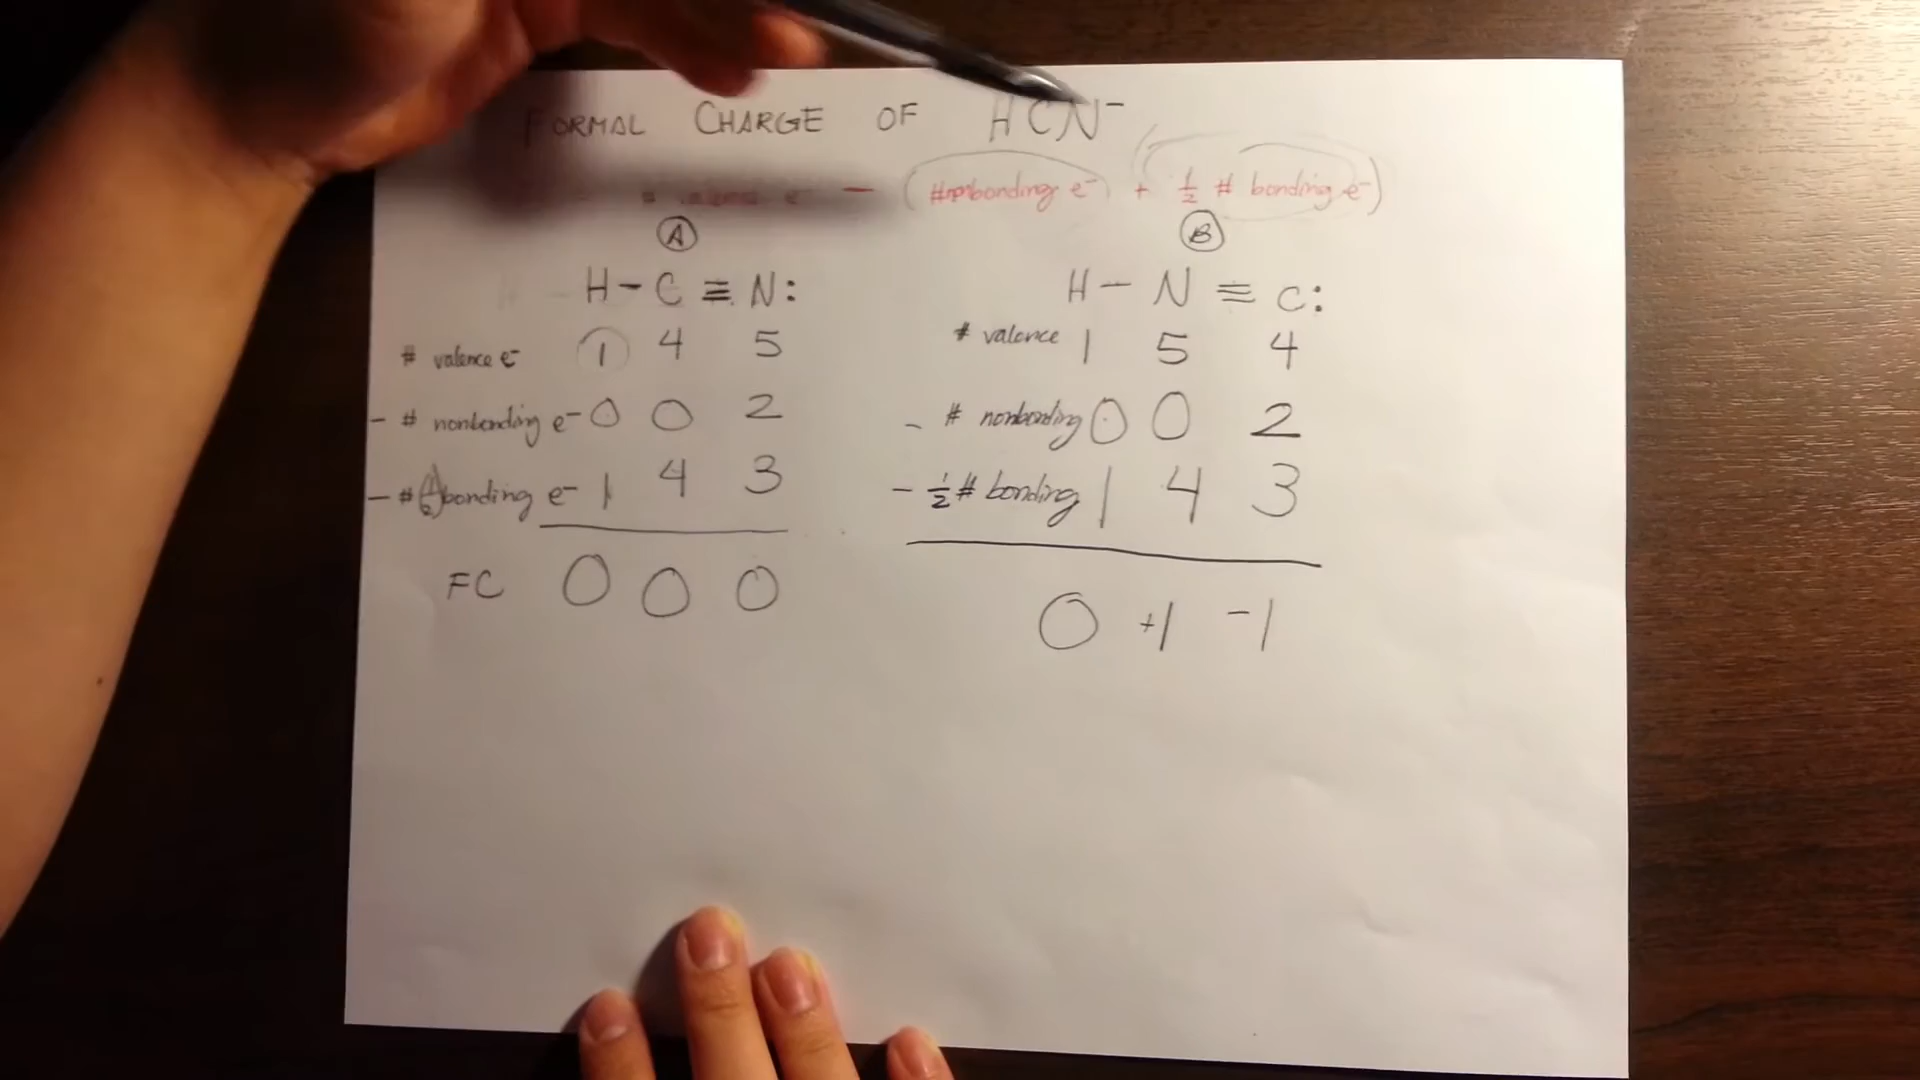 FORMAL CHARGE OF HCN⁻
# valence e⁻ − (#nonbonding e⁻ + ½ # bonding e⁻)
A
H − C ≡ N:
# valence e⁻ 1 4 5
− # nonbonding e⁻ 0 0 2
− #(½)bonding e⁻ 1 4 3
FC 0 0 0
B
H − N ≡ C:
# valence 1 5 4
− # nonbonding 0 0 2
− ½ # bonding 1 4 3
0 +1 −1